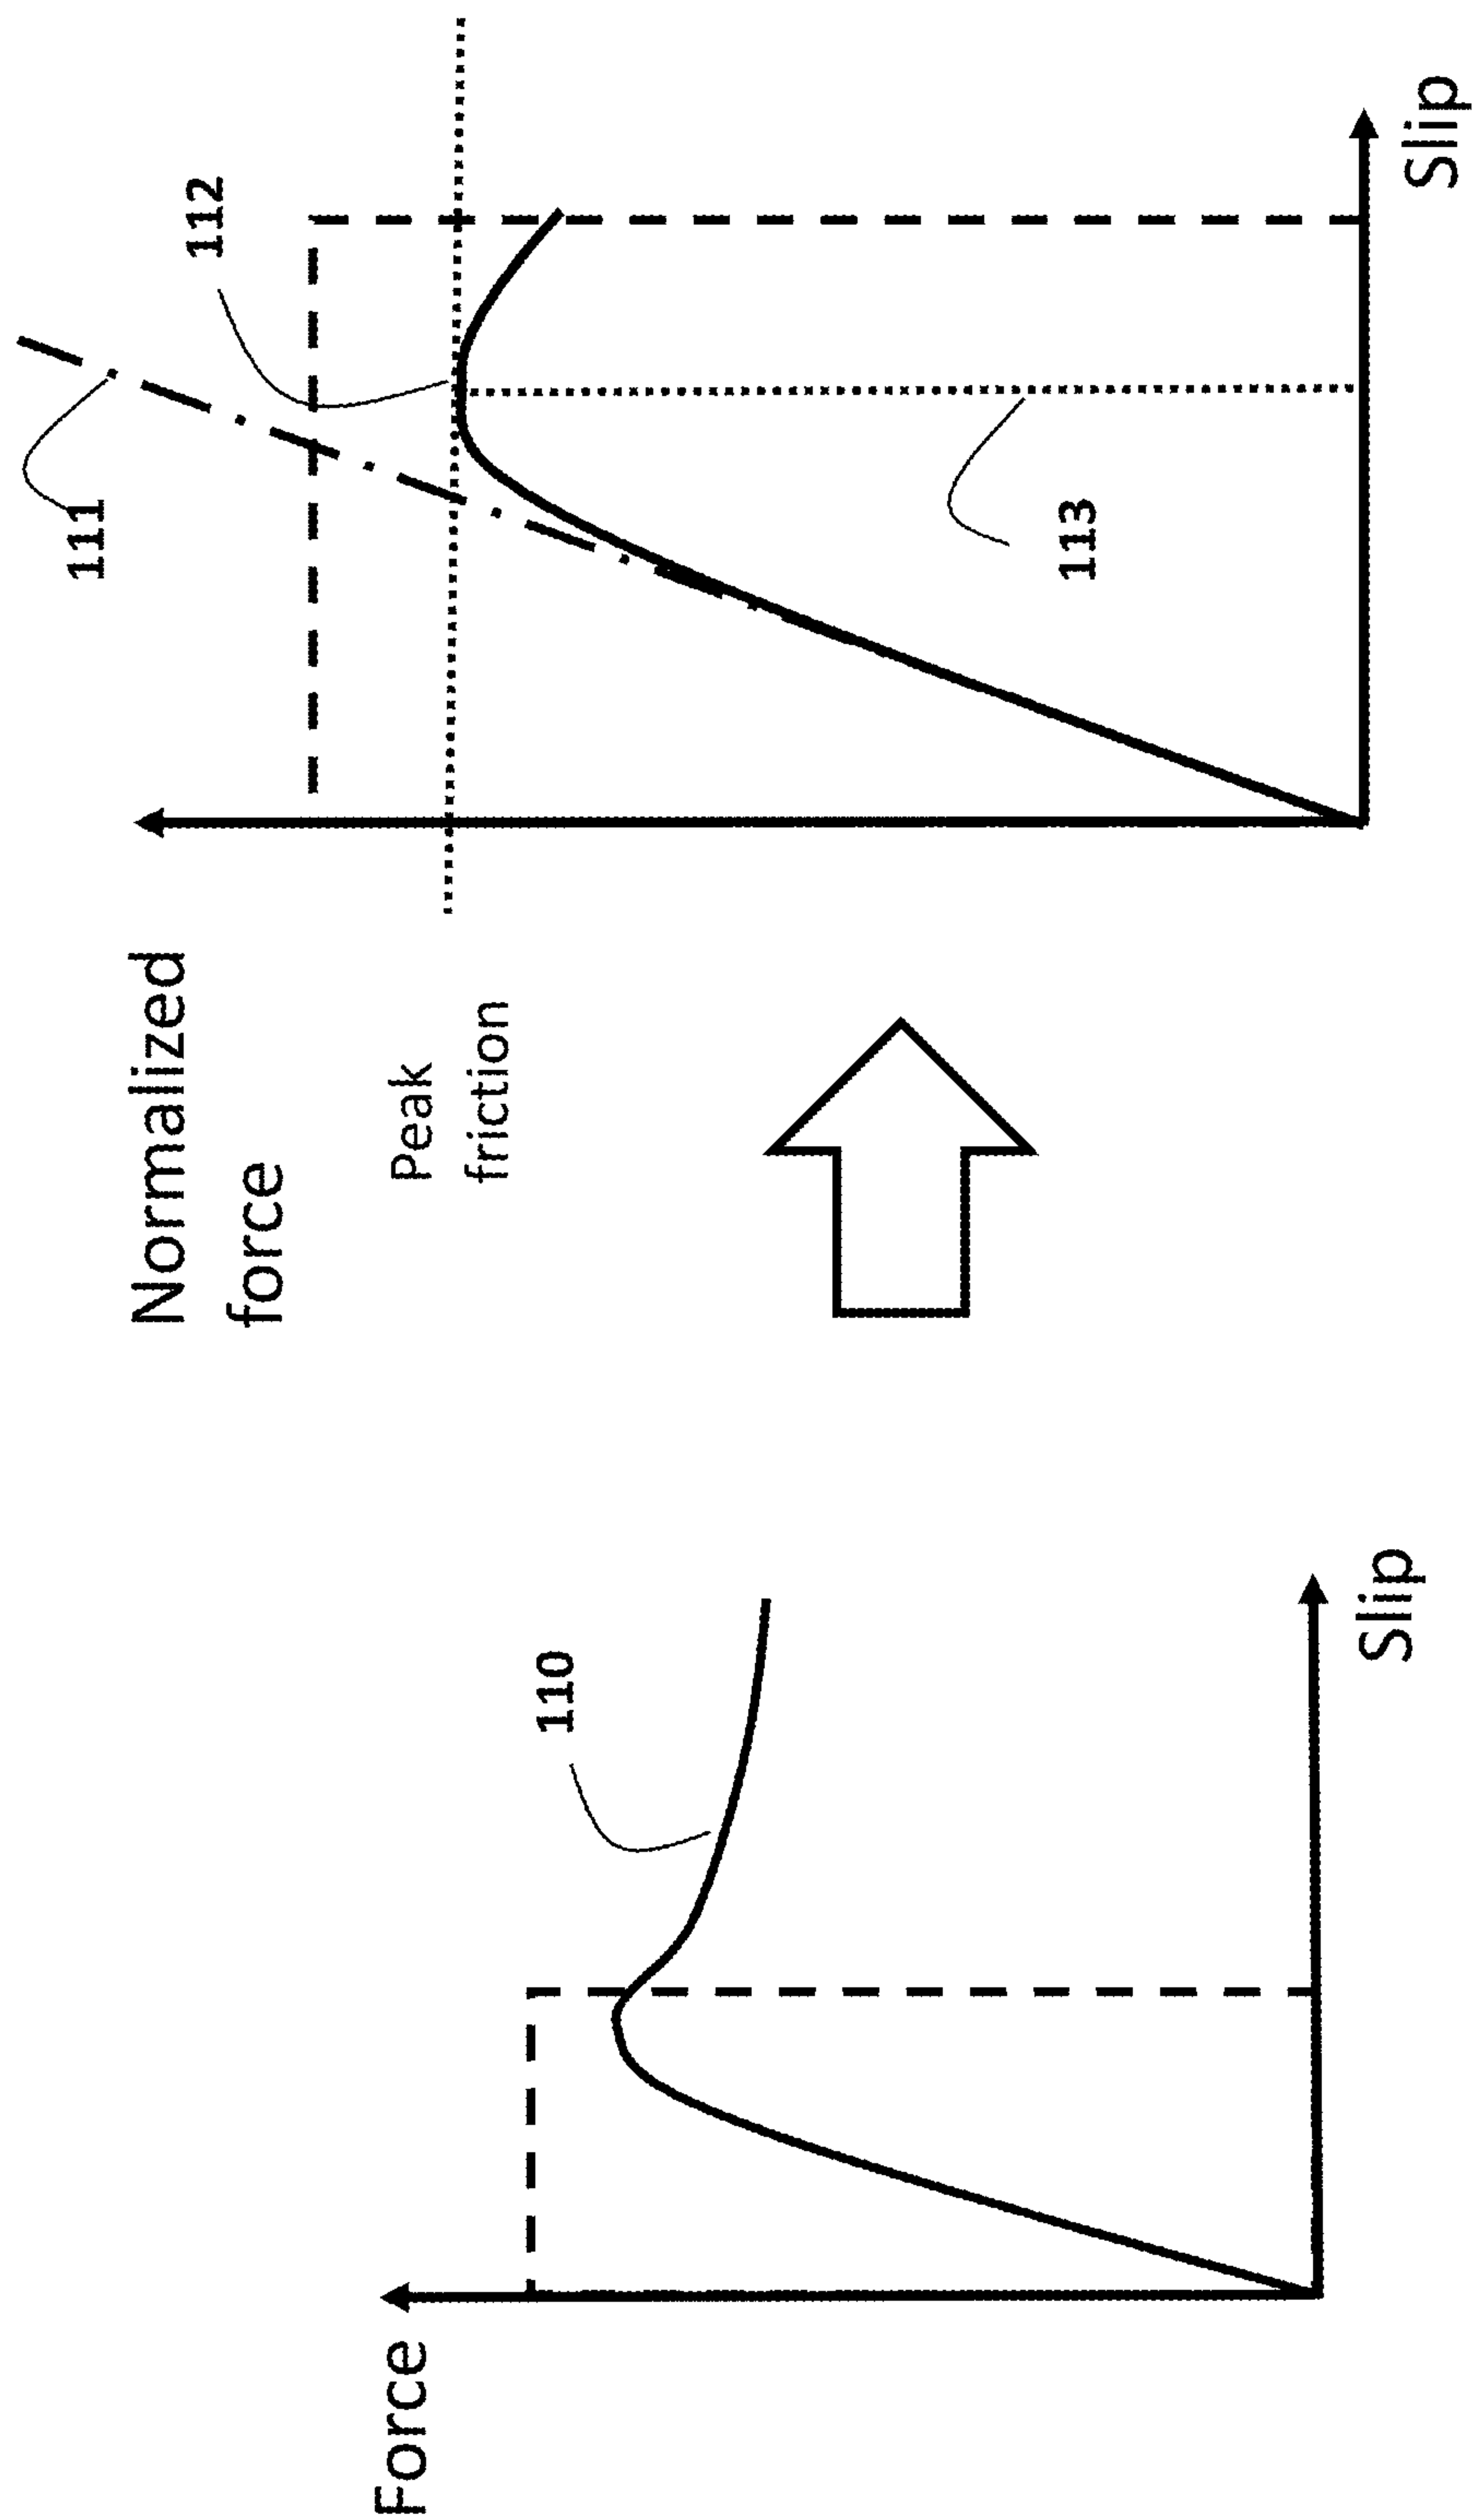 Force
110
Slip
Normalized
force
Peak
friction
111
112
113
Slip